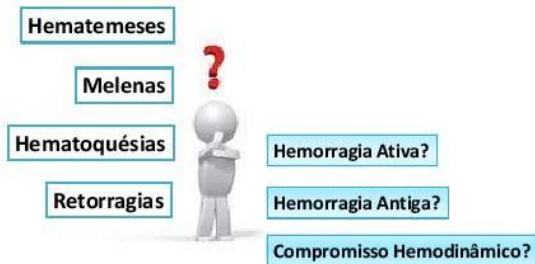 Hematemeses
?
Melenas
Hematoquésias
Hemorragia Ativa?
Retorragias
Hemorragia Antiga?
Compromisso Hemodinâmico?